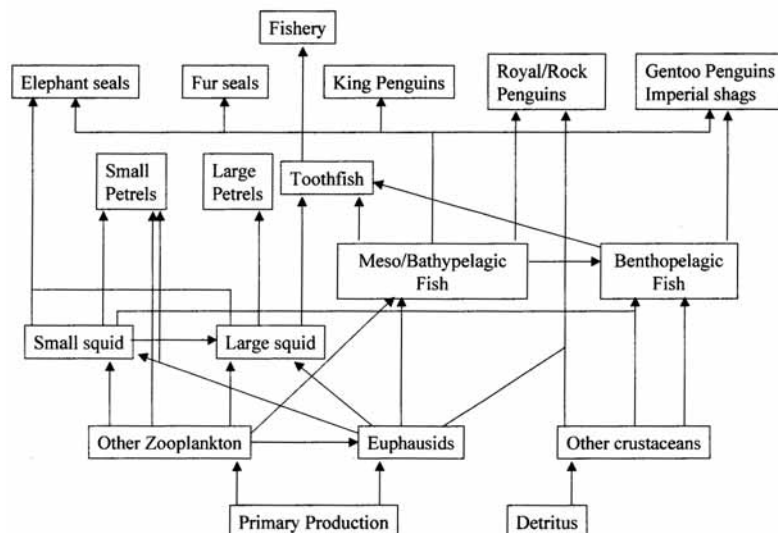 Fishery
Elephant seals
Fur seals
King Penguins
Royal/Rock
Penguins
Gentoo Penguins
Imperial shags
Small
Petrels
Large
Petrels
Toothfish
Meso/Bathypelagic
Fish
Benthopelagic
Fish
Small squid
Large squid
Other Zooplankton
Euphausids
Other crustaceans
Primary Production
Detritus